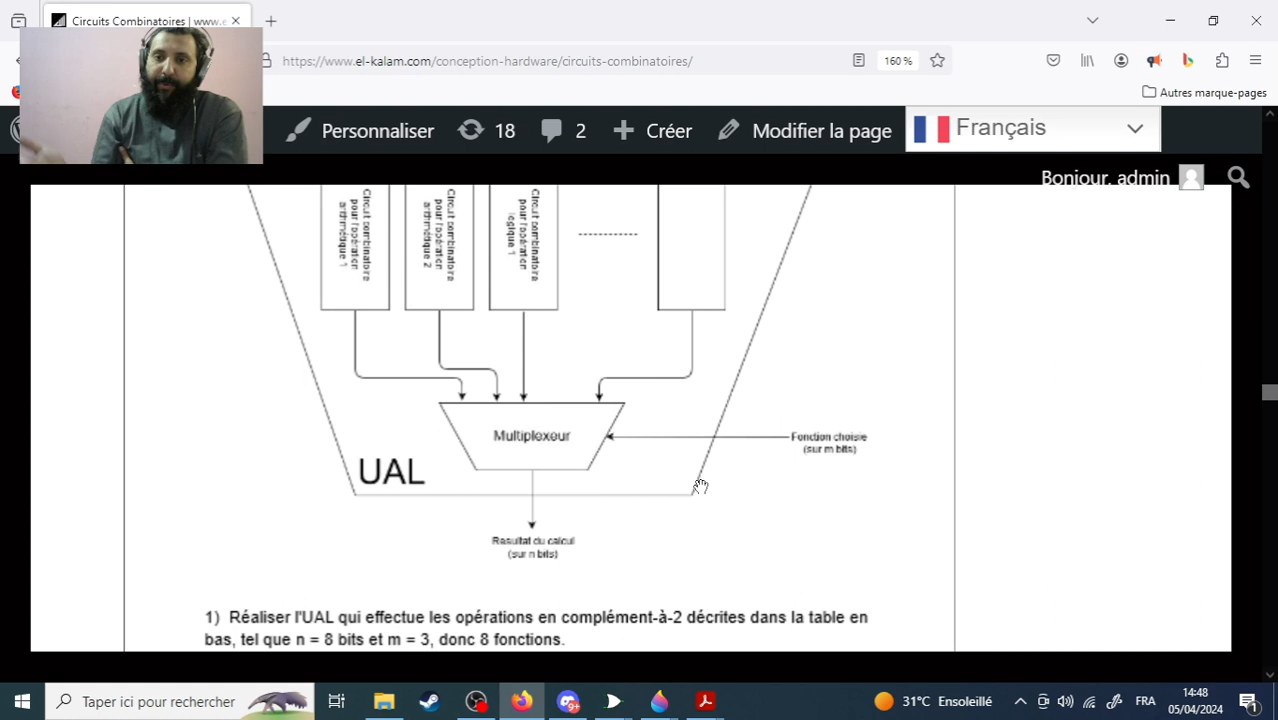 Circuits Combinatoires | www.e
https://www.el-kalam.com/conception-hardware/circuits-combinatoires/
160 %
Autres marque-pages
Personnaliser
18
2
Créer
Modifier la page
Français
Bonjour, admin
Circuit combinatoire
pour l'opération
arithmétique 1
Circuit combinatoire
pour l'opération
arithmétique 2
Circuit combinatoire
pour l'opération
logique 1
Multiplexeur
Fonction choisie
(sur m bits)
UAL
Resultat du calcul
(sur n bits)
1) Réaliser l'UAL qui effectue les opérations en complément-à-2 décrites dans la table en
bas, tel que n = 8 bits et m = 3, donc 8 fonctions.
Taper ici pour rechercher
9+
31°C Ensoleillé
FRA
14:48
05/04/2024
1